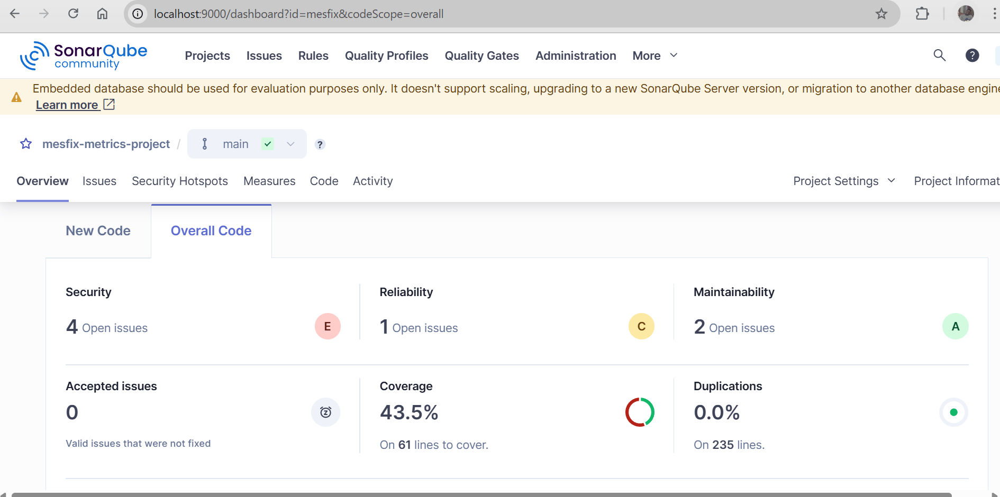 localhost:9000/dashboard?id=mesfix&codeScope=overall
SonarQube community
Projects Issues Rules Quality Profiles Quality Gates Administration More
Embedded database should be used for evaluation purposes only. It doesn't support scaling, upgrading to a new SonarQube Server version, or migration to another database engine
Learn more
mesfix-metrics-project / main
Overview Issues Security Hotspots Measures Code Activity Project Settings Project Informat
New Code Overall Code
Security Reliability Maintainability
4 Open issues E 1 Open issues C 2 Open issues A
Accepted issues Coverage Duplications
0 43.5% 0.0%
Valid issues that were not fixed On 61 lines to cover. On 235 lines.